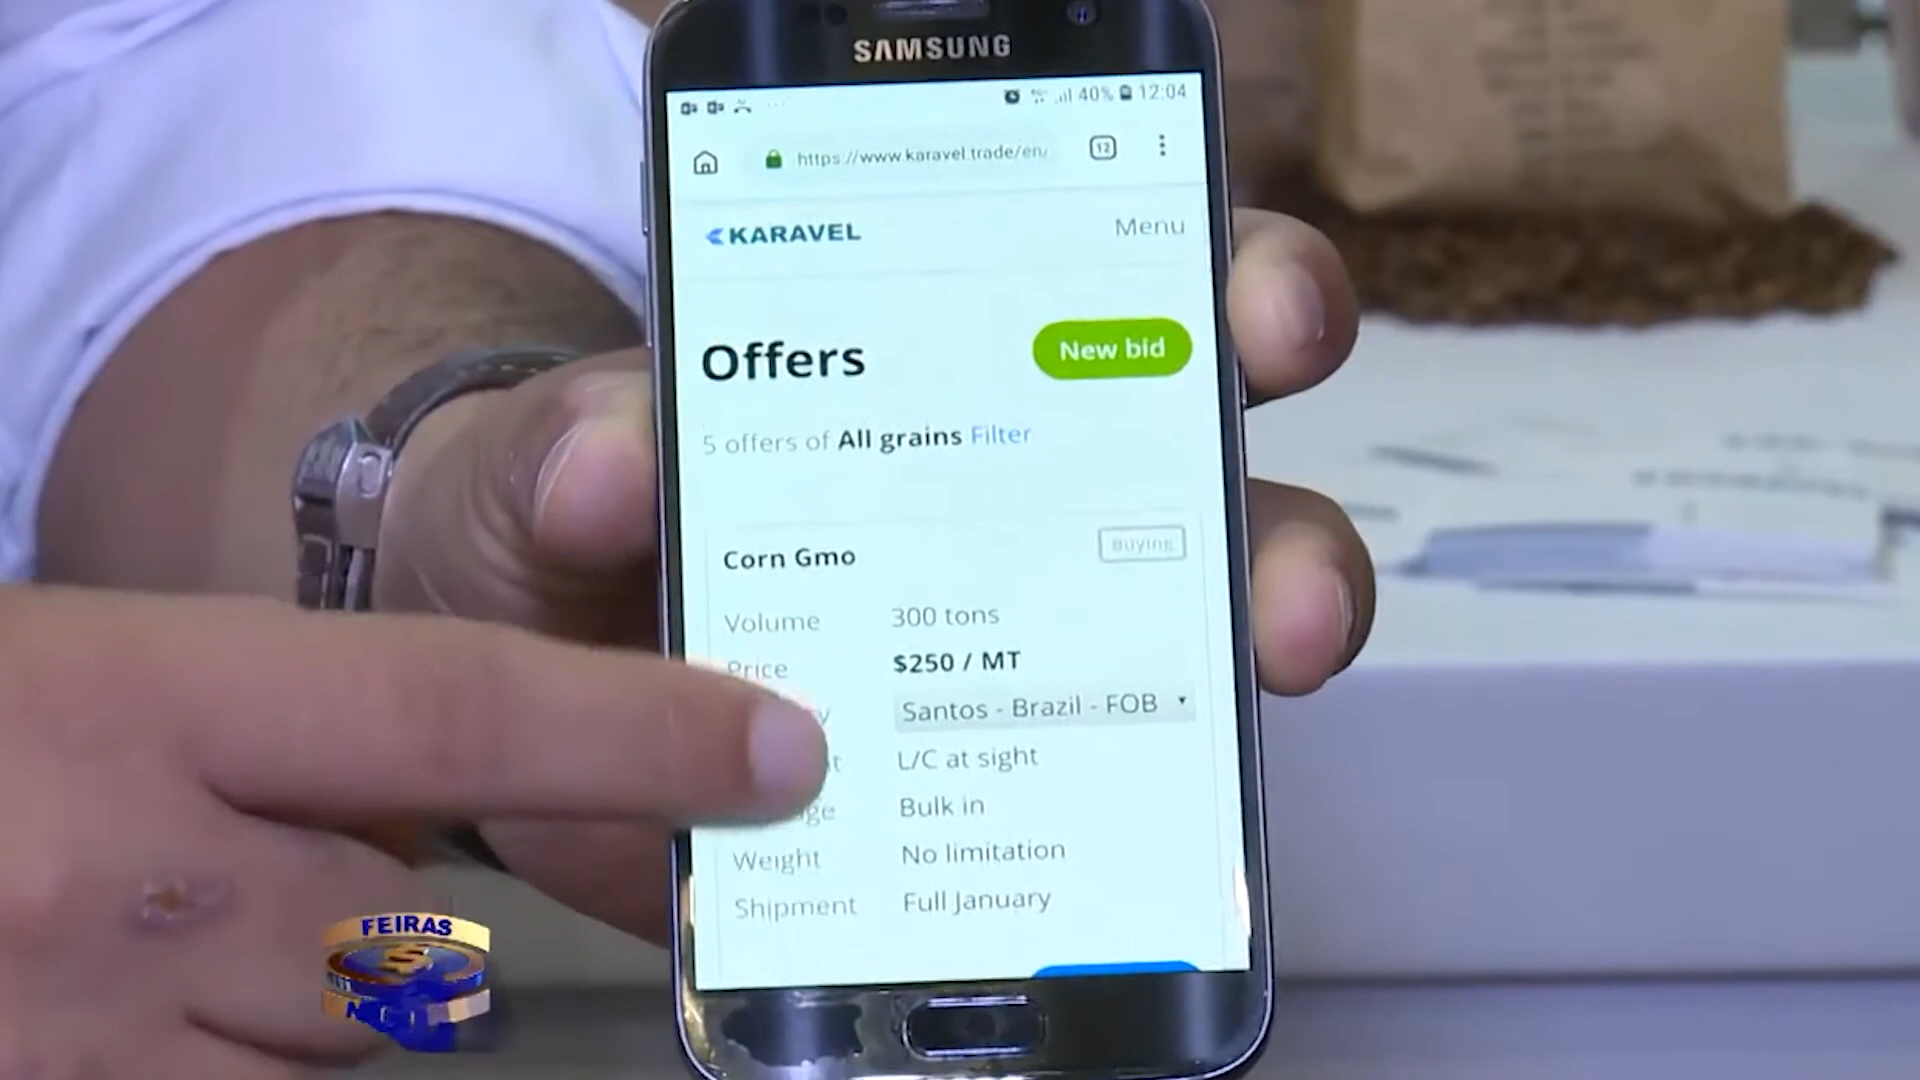 SAMSUNG
40% 12:04
https://www.karavel.trade/en/
12
KARAVEL
Menu
Offers
New bid
5 offers of All grains Filter
Corn Gmo
Buying
Volume 300 tons
Price $250 / MT
Santos - Brazil - FOB
L/C at sight
Bulk in
Weight No limitation
Shipment Full January
FEIRAS